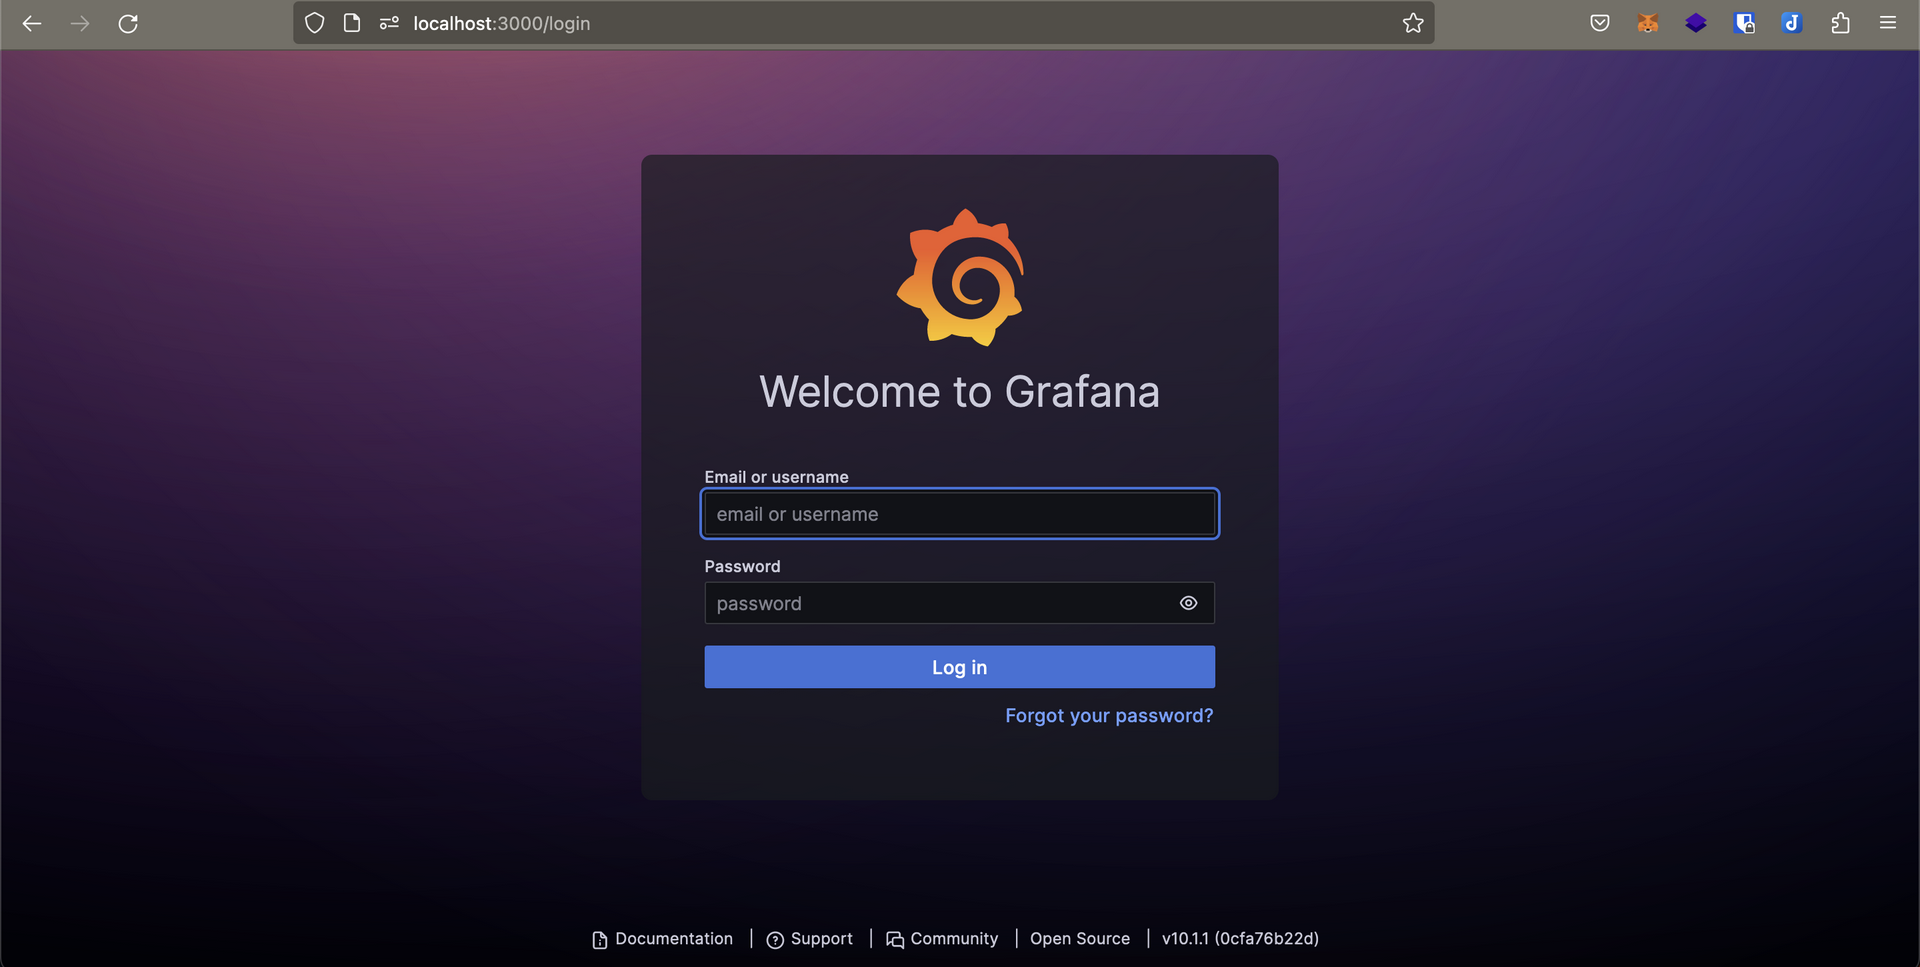 localhost:3000/login
Welcome to Grafana
Email or username
email or username
Password
password
Log in
Forgot your password?
Documentation | Support | Community | Open Source | v10.1.1 (0cfa76b22d)